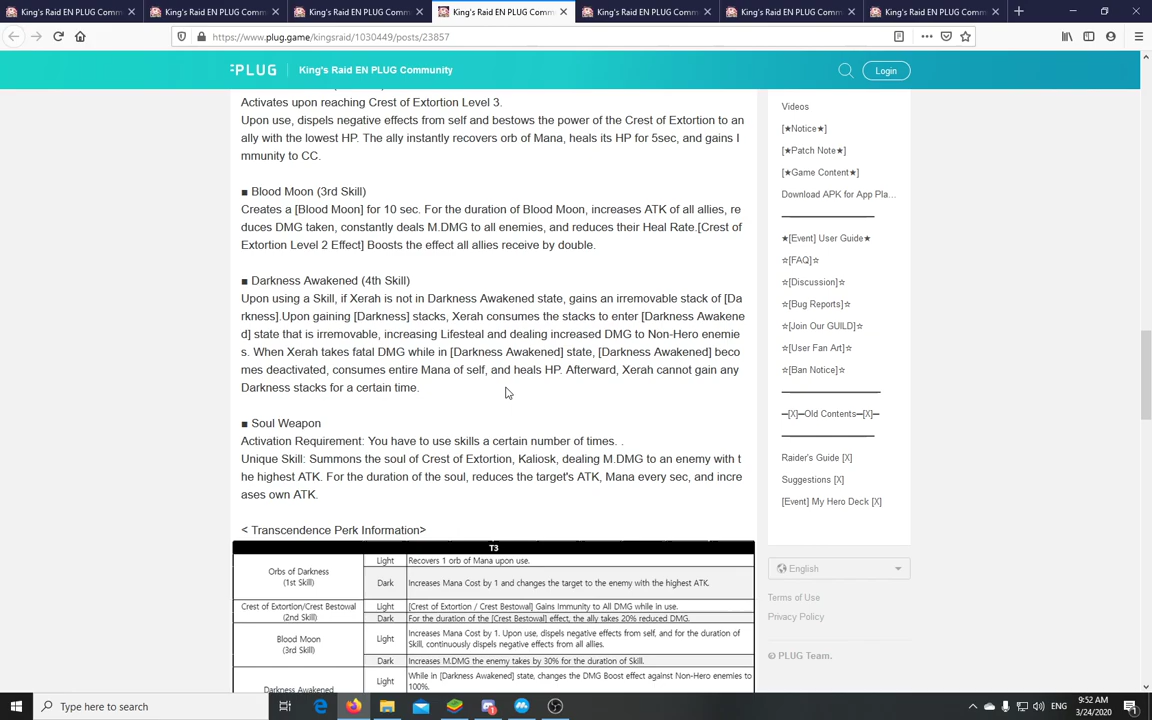 King's Raid EN PLUG Commu
King's Raid EN PLUG Commu
King's Raid EN PLUG Commu
King's Raid EN PLUG Comm
King's Raid EN PLUG Commu
King's Raid EN PLUG Commu
King's Raid EN PLUG Commu
https://www.plug.game/kingsraid/1030449/posts/23857
PLUG
King's Raid EN PLUG Community
Login
Activates upon reaching Crest of Extortion Level 3.
Upon use, dispels negative effects from self and bestows the power of the Crest of Extortion to an
ally with the lowest HP. The ally instantly recovers orb of Mana, heals its HP for 5sec, and gains I
mmunity to CC.
■ Blood Moon (3rd Skill)
Creates a [Blood Moon] for 10 sec. For the duration of Blood Moon, increases ATK of all allies, re
duces DMG taken, constantly deals M.DMG to all enemies, and reduces their Heal Rate.[Crest of
Extortion Level 2 Effect] Boosts the effect all allies receive by double.
■ Darkness Awakened (4th Skill)
Upon using a Skill, if Xerah is not in Darkness Awakened state, gains an irremovable stack of [Da
rkness].Upon gaining [Darkness] stacks, Xerah consumes the stacks to enter [Darkness Awakene
d] state that is irremovable, increasing Lifesteal and dealing increased DMG to Non-Hero enemie
s. When Xerah takes fatal DMG while in [Darkness Awakened] state, [Darkness Awakened] beco
mes deactivated, consumes entire Mana of self, and heals HP. Afterward, Xerah cannot gain any
Darkness stacks for a certain time.
■ Soul Weapon
Activation Requirement: You have to use skills a certain number of times. .
Unique Skill: Summons the soul of Crest of Extortion, Kaliosk, dealing M.DMG to an enemy with t
he highest ATK. For the duration of the soul, reduces the target's ATK, Mana every sec, and incre
ases own ATK.
< Transcendence Perk Information>
T3
Orbs of Darkness
(1st Skill)
Light
Recovers 1 orb of Mana upon use.
Dark
Increases Mana Cost by 1 and changes the target to the enemy with the highest ATK.
Crest of Extortion/Crest Bestowal
(2nd Skill)
Light
[Crest of Extortion / Crest Bestowal] Gains Immunity to All DMG while in use.
Dark
For the duration of the [Crest Bestowal] effect, the ally takes 20% reduced DMG.
Blood Moon
(3rd Skill)
Light
Increases Mana Cost by 1. Upon use, dispels negative effects from self, and for the duration of
Skill, continuously dispels negative effects from all allies.
Dark
Increases M.DMG the enemy takes by 30% for the duration of Skill.
Darkness Awakened
Light
While in [Darkness Awakened] state, changes the DMG Boost effect against Non-Hero enemies to
100%.
Videos
[★Notice★]
[★Patch Note★]
[★Game Content★]
Download APK for App Pla...
★[Event] User Guide★
☆[FAQ]☆
☆[Discussion]☆
☆[Bug Reports]☆
☆[Join Our GUILD]☆
☆[User Fan Art]☆
☆[Ban Notice]☆
━[X]━Old Contents━[X]━
Raider's Guide [X]
Suggestions [X]
[Event] My Hero Deck [X]
English
Terms of Use
Privacy Policy
© PLUG Team.
Type here to search
ENG
9:52 AM
3/24/2020